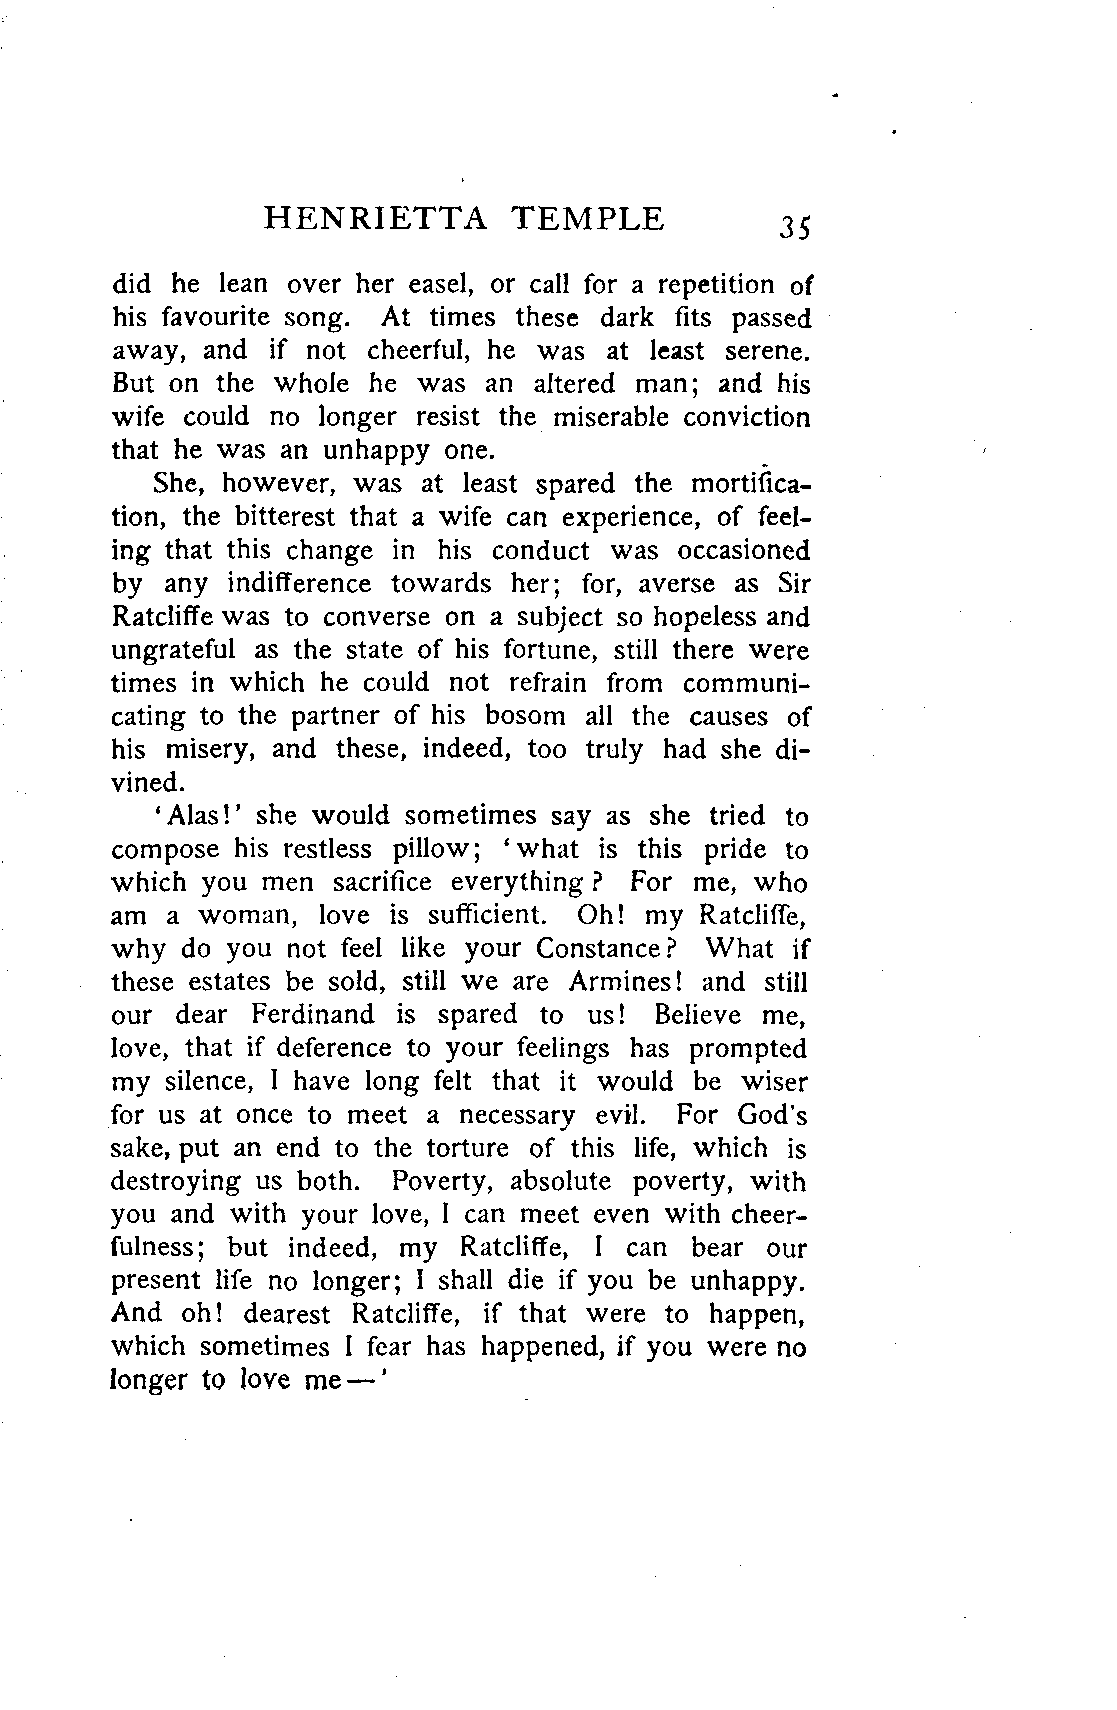 HENRIETTA TEMPLE 35
did he lean over her easel, or call for a repetition of
his favourite song. At times these dark fits passed
away, and if not cheerful, he was at least serene.
But on the whole he was an altered man; and his
wife could no longer resist the miserable conviction
that he was an unhappy one.
She, however, was at least spared the mortifica-
tion, the bitterest that a wife can experience, of feel-
ing that this change in his conduct was occasioned
by any indifference towards her; for, averse as Sir
Ratcliffe was to converse on a subject so hopeless and
ungrateful as the state of his fortune, still there were
times in which he could not refrain from communi-
cating to the partner of his bosom all the causes of
his misery, and these, indeed, too truly had she di-
vined.
‘Alas!’ she would sometimes say as she tried to
compose his restless pillow; ‘what is this pride to
which you men sacrifice everything? For me, who
am a woman, love is sufficient. Oh! my Ratcliffe,
why do you not feel like your Constance? What if
these estates be sold, still we are Armines! and still
our dear Ferdinand is spared to us! Believe me,
love, that if deference to your feelings has prompted
my silence, I have long felt that it would be wiser
for us at once to meet a necessary evil. For God's
sake, put an end to the torture of this life, which is
destroying us both. Poverty, absolute poverty, with
you and with your love, I can meet even with cheer-
fulness; but indeed, my Ratcliffe, I can bear our
present life no longer; I shall die if you be unhappy.
And oh! dearest Ratcliffe, if that were to happen,
which sometimes I fear has happened, if you were no
longer to love me—’